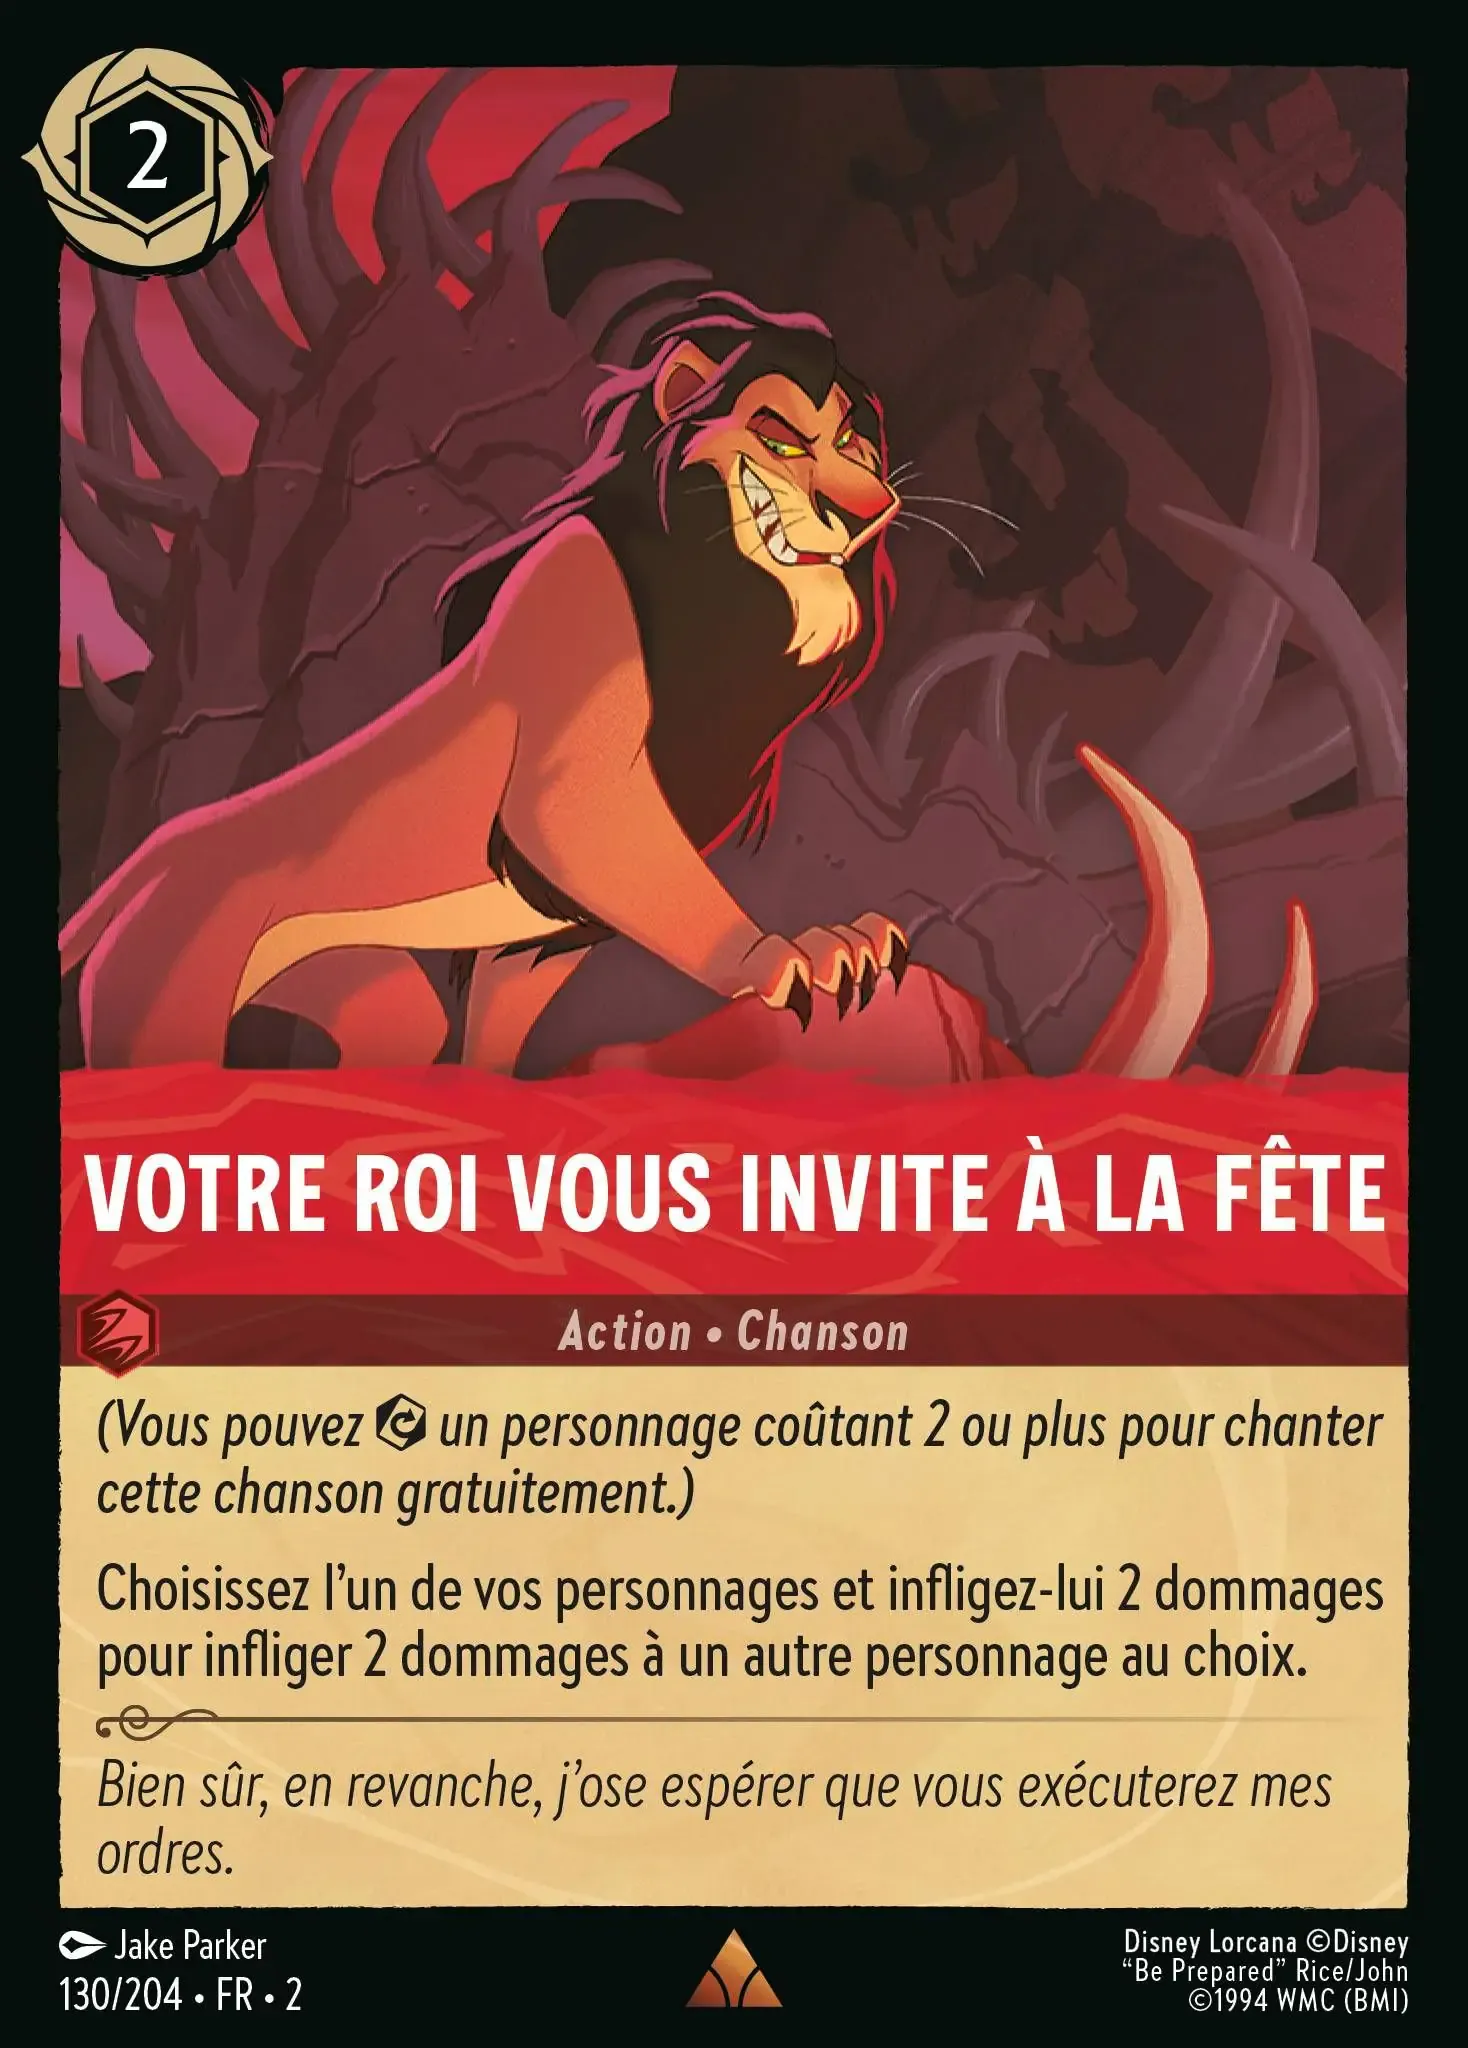 2
VOTRE ROI VOUS INVITE À LA FÊTE
Action • Chanson
(Vous pouvez un personnage coûtant 2 ou plus pour chanter
cette chanson gratuitement.)
Choisissez l’un de vos personnages et infligez-lui 2 dommages
pour infliger 2 dommages à un autre personnage au choix.
Bien sûr, en revanche, j’ose espérer que vous exécuterez mes
ordres.
Jake Parker
130/204 • FR • 2
Disney Lorcana ©Disney
“Be Prepared” Rice/John
©1994 WMC (BMI)